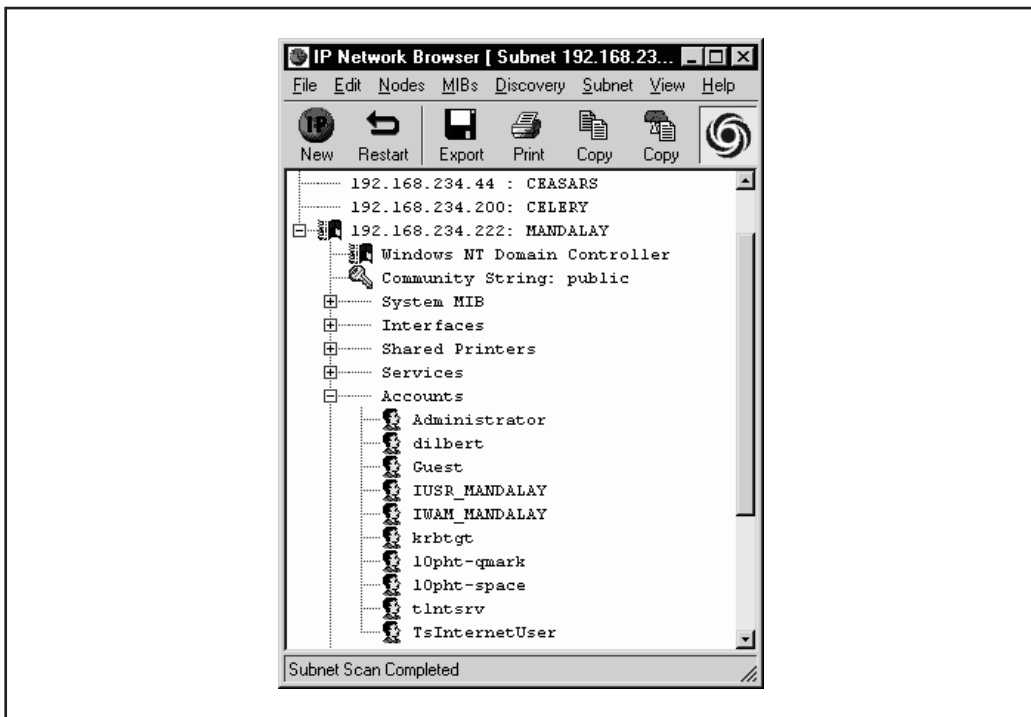 IP Network Browser [ Subnet 192.168.23...
File Edit Nodes MIBs Discovery Subnet View Help
IP
New Restart Export Print Copy Copy
192.168.234.44 : CEASARS
192.168.234.200: CELERY
192.168.234.222: MANDALAY
Windows NT Domain Controller
Community String: public
System MIB
Interfaces
Shared Printers
Services
Accounts
Administrator
dilbert
Guest
IUSR_MANDALAY
IWAM_MANDALAY
krbtgt
l0pht-qmark
l0pht-space
tlntsrv
TsInternetUser
Subnet Scan Completed